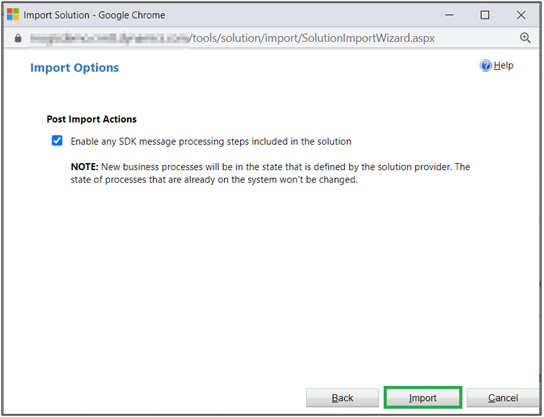 Import Solution - Google Chrome
/tools/solution/import/SolutionImportWizard.aspx
Import Options
Help
Post Import Actions
Enable any SDK message processing steps included in the solution
NOTE: New business processes will be in the state that is defined by the solution provider. The
state of processes that are already on the system won't be changed.
Back
Import
Cancel